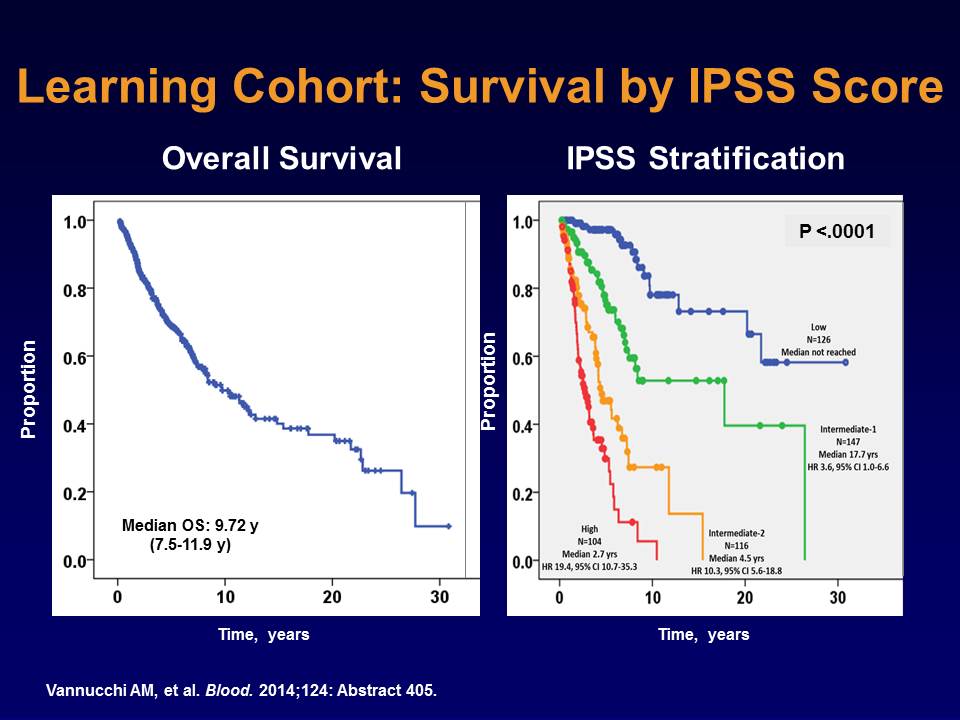 Learning Cohort: Survival by IPSS Score
Overall Survival
IPSS Stratification
Proportion
1.0
0.8
0.6
0.4
0.2
0.0
Median OS: 9.72 y
(7.5-11.9 y)
0
10
20
30
Time, years
Proportion
1.0
0.8
0.6
0.4
0.2
0.0
P <.0001
Low
N=126
Median not reached
Intermediate-1
N=147
Median 17.7 yrs
HR 3.6, 95% CI 1.0-6.6
High
N=104
Median 2.7 yrs
HR 19.4, 95% CI 10.7-35.3
Intermediate-2
N=116
Median 4.5 yrs
HR 10.3, 95% CI 5.6-18.8
0
10
20
30
Time, years
Vannucchi AM, et al. Blood. 2014;124: Abstract 405.